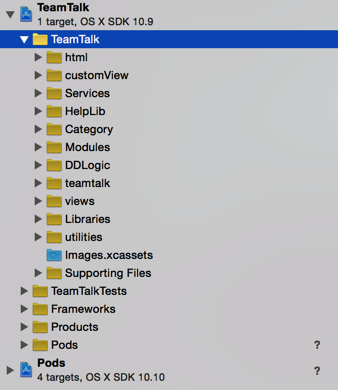 TeamTalk
1 target, OS X SDK 10.9
TeamTalk
html
customView
Services
HelpLib
Category
Modules
DDLogic
teamtalk
views
Libraries
utilities
Images.xcassets
Supporting Files
TeamTalkTests
Frameworks
Products
Pods ?
Pods
4 targets, OS X SDK 10.10 ?